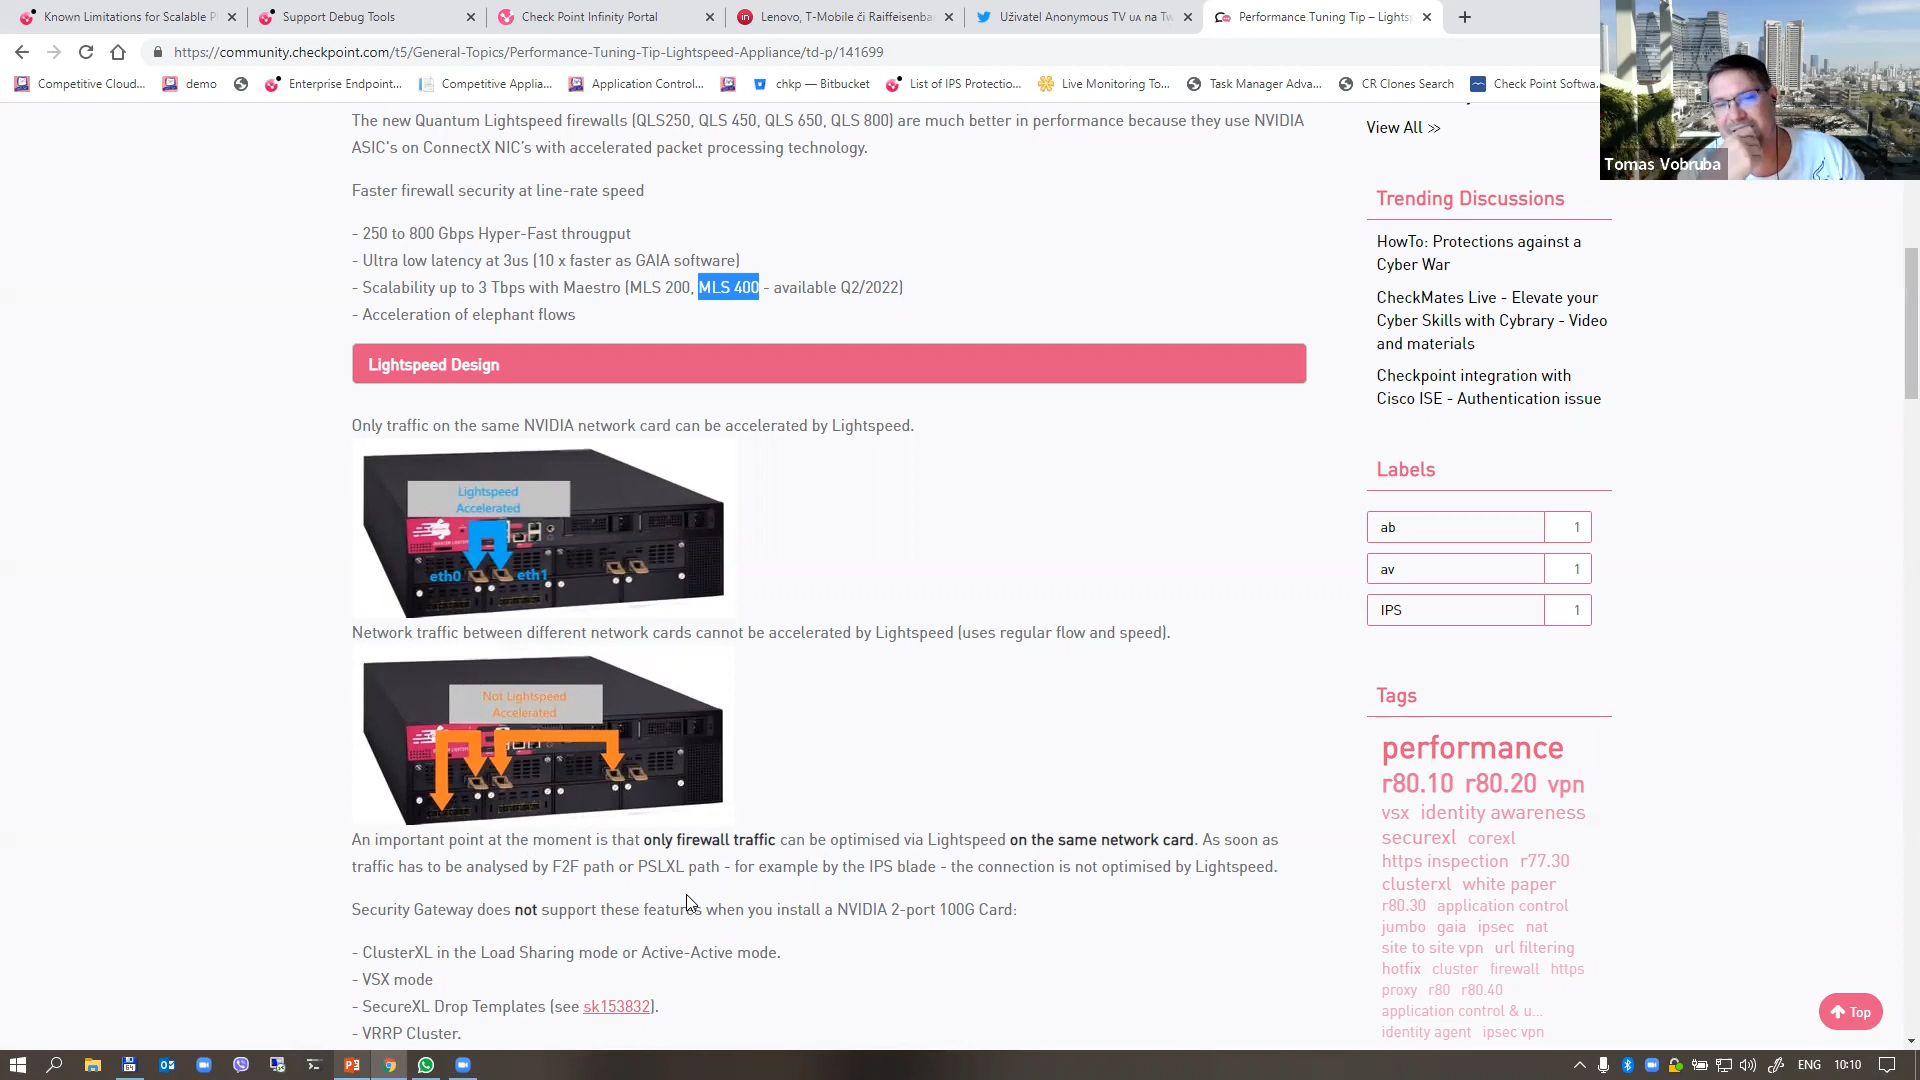 Known Limitations for Scalable P
Support Debug Tools
Check Point Infinity Portal
Lenovo, T-Mobile či Raiffeisenba
Uživatel Anonymous TV UA na Tw
Performance Tuning Tip – Lights
https://community.checkpoint.com/t5/General-Topics/Performance-Tuning-Tip-Lightspeed-Appliance/td-p/141699
Competitive Cloud...
demo
Enterprise Endpoint...
Competitive Applia...
Application Control...
chkp — Bitbucket
List of IPS Protectio...
Live Monitoring To...
Task Manager Adva...
CR Clones Search
Check Point Softwa
Tomas Vobruba
The new Quantum Lightspeed firewalls (QLS250, QLS 450, QLS 650, QLS 800) are much better in performance because they use NVIDIA
ASIC's on ConnectX NIC's with accelerated packet processing technology.
Faster firewall security at line-rate speed
- 250 to 800 Gbps Hyper-Fast througput
- Ultra low latency at 3us (10 x faster as GAIA software)
- Scalability up to 3 Tbps with Maestro (MLS 200, MLS 400 - available Q2/2022)
- Acceleration of elephant flows
Lightspeed Design
Only traffic on the same NVIDIA network card can be accelerated by Lightspeed.
Lightspeed
Accelerated
eth0
eth1
Network traffic between different network cards cannot be accelerated by Lightspeed (uses regular flow and speed).
Not Lightspeed
Accelerated
An important point at the moment is that only firewall traffic can be optimised via Lightspeed on the same network card. As soon as
traffic has to be analysed by F2F path or PSLXL path - for example by the IPS blade - the connection is not optimised by Lightspeed.
Security Gateway does not support these features when you install a NVIDIA 2-port 100G Card:
- ClusterXL in the Load Sharing mode or Active-Active mode.
- VSX mode
- SecureXL Drop Templates (see sk153832).
- VRRP Cluster.
View All >>
Trending Discussions
HowTo: Protections against a
Cyber War
CheckMates Live - Elevate your
Cyber Skills with Cybrary - Video
and materials
Checkpoint integration with
Cisco ISE - Authentication issue
Labels
ab 1
av 1
IPS 1
Tags
performance
r80.10 r80.20 vpn
vsx identity awareness
securexl corexl
https inspection r77.30
clusterxl white paper
r80.30 application control
jumbo gaia ipsec nat
site to site vpn url filtering
hotfix cluster firewall https
proxy r80 r80.40
application control & u...
identity agent ipsec vpn
Top
ENG 10:10